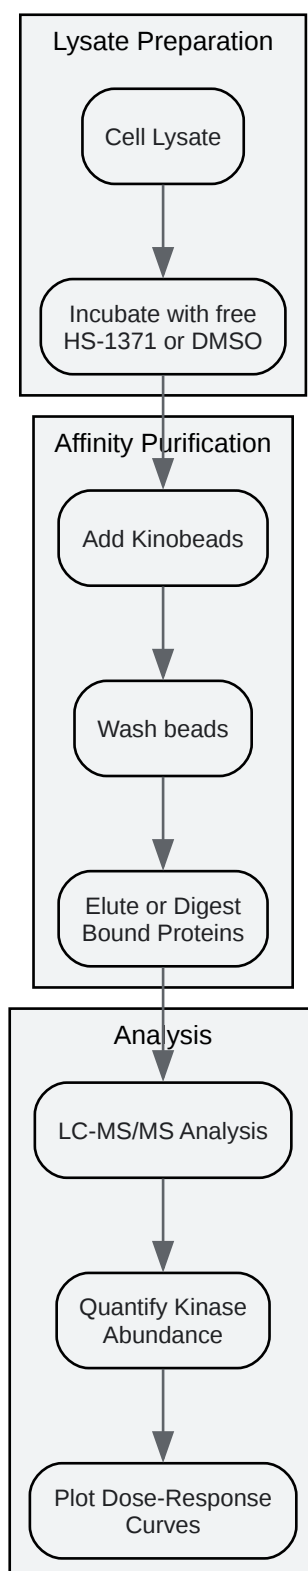 Lysate Preparation
Cell Lysate
Incubate with free
HS-1371 or DMSO
Affinity Purification
Add Kinobeads
Wash beads
Elute or Digest
Bound Proteins
Analysis
LC-MS/MS Analysis
Quantify Kinase
Abundance
Plot Dose-Response
Curves